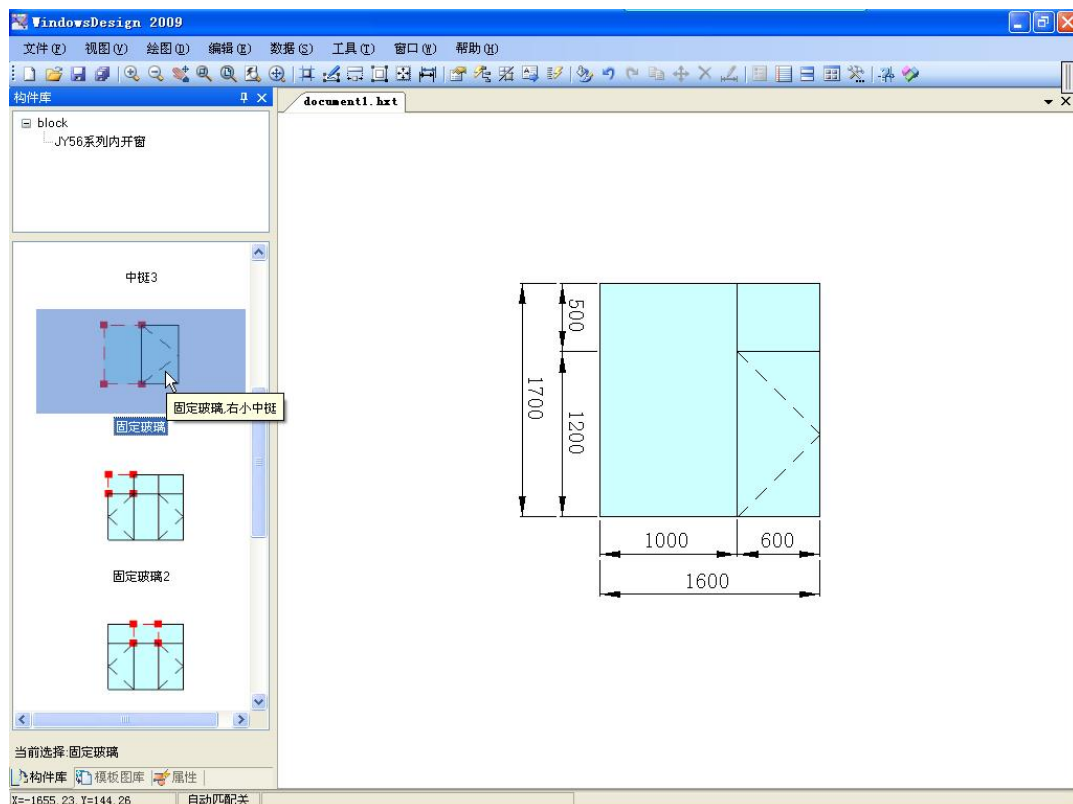 WindowsDesign 2009
文件(F) 视图(V) 绘图(D) 编辑(E) 数据(S) 工具(T) 窗口(W) 帮助(H)
构件库
document1.hxt
block
JY56系列内开窗
中梃3
固定玻璃,右小中梃
固定玻璃
固定玻璃2
500
1700
1200
1000
600
1600
当前选择:固定玻璃
构件库
模板图库
属性
X=-1655.23,Y=144.26
自动匹配关